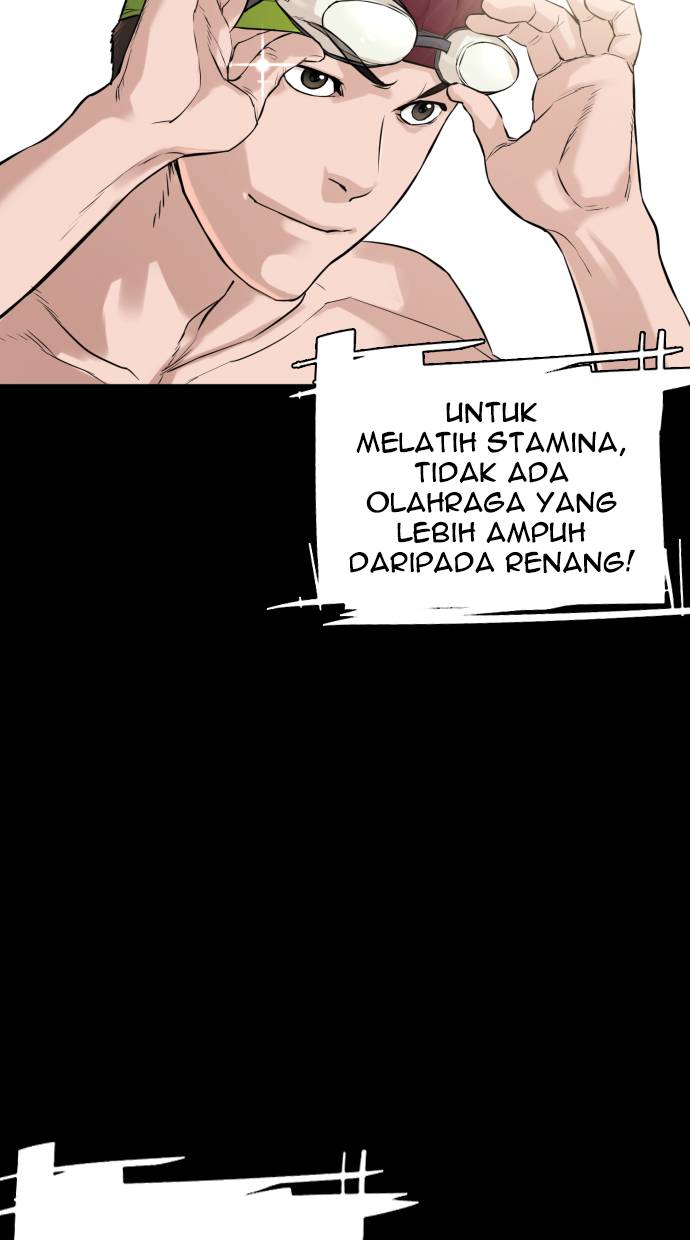 UNTUK
MELATIH STAMINA,
TIDAK ADA
OLAHRAGA YANG
LEBIH AMPUH
DARIPADA RENANG!